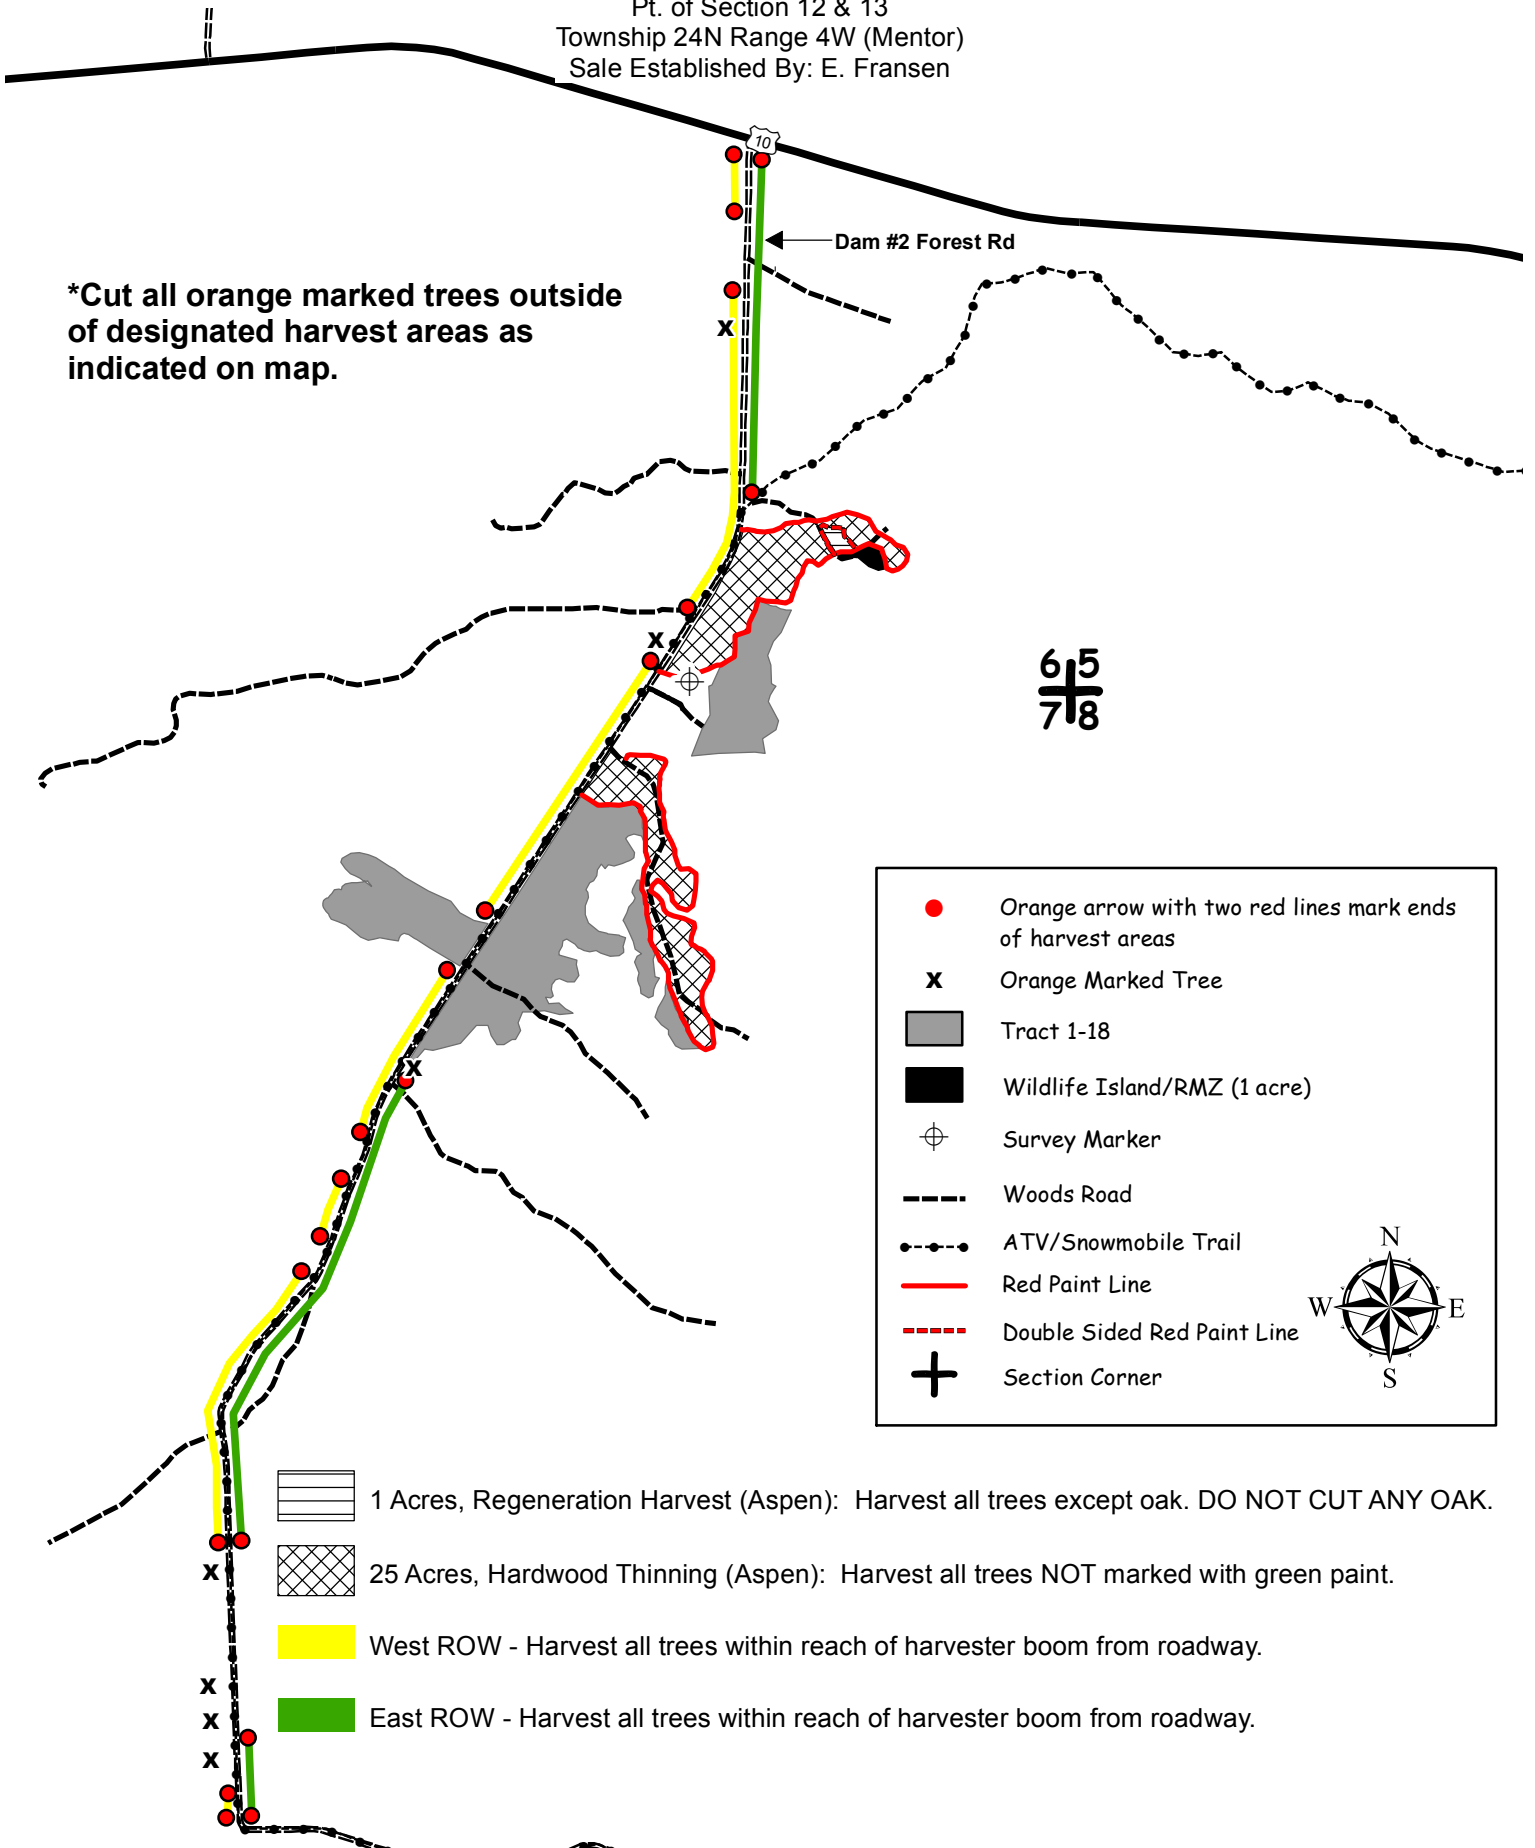 Pt. of Section 12 & 13
Township 24N Range 4W (Mentor)
Sale Established By: E. Fransen
10
Dam #2 Forest Rd
*Cut all orange marked trees outside
of designated harvest areas as
indicated on map.
x
x
6 5
7 8
x
Orange arrow with two red lines mark ends
of harvest areas
x Orange Marked Tree
Tract 1-18
Wildlife Island/RMZ (1 acre)
Survey Marker
Woods Road
ATV/Snowmobile Trail
Red Paint Line
Double Sided Red Paint Line
Section Corner
N
W E
S
1 Acres, Regeneration Harvest (Aspen): Harvest all trees except oak. DO NOT CUT ANY OAK.
x
25 Acres, Hardwood Thinning (Aspen): Harvest all trees NOT marked with green paint.
West ROW - Harvest all trees within reach of harvester boom from roadway.
x
x
East ROW - Harvest all trees within reach of harvester boom from roadway.
x